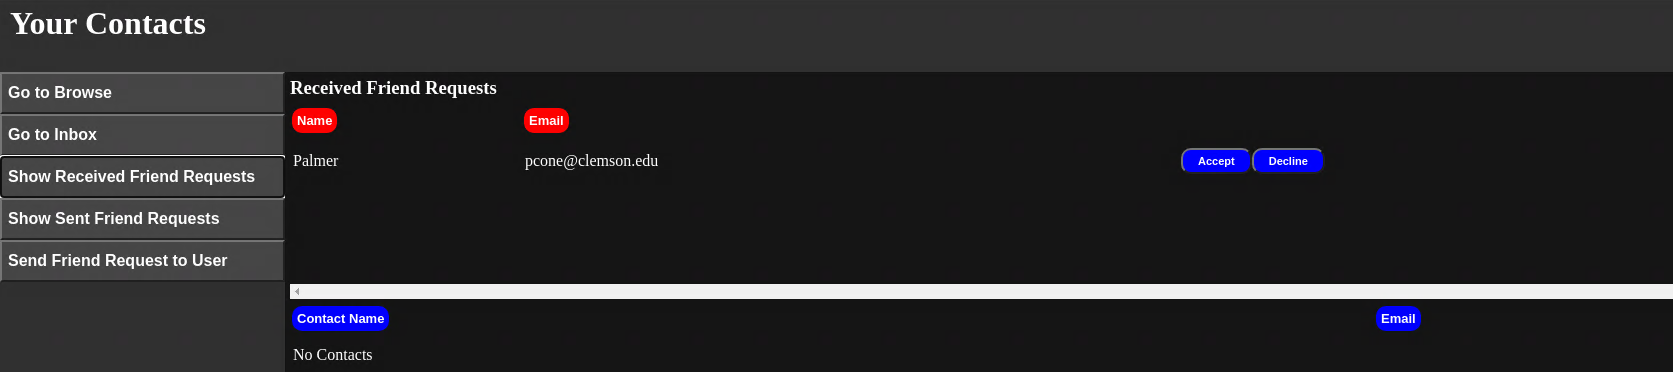 Your Contacts
Go to Browse
Go to Inbox
Show Received Friend Requests
Show Sent Friend Requests
Send Friend Request to User
Received Friend Requests
Name Email
Palmer pcone@clemson.edu Accept Decline
Contact Name Email
No Contacts